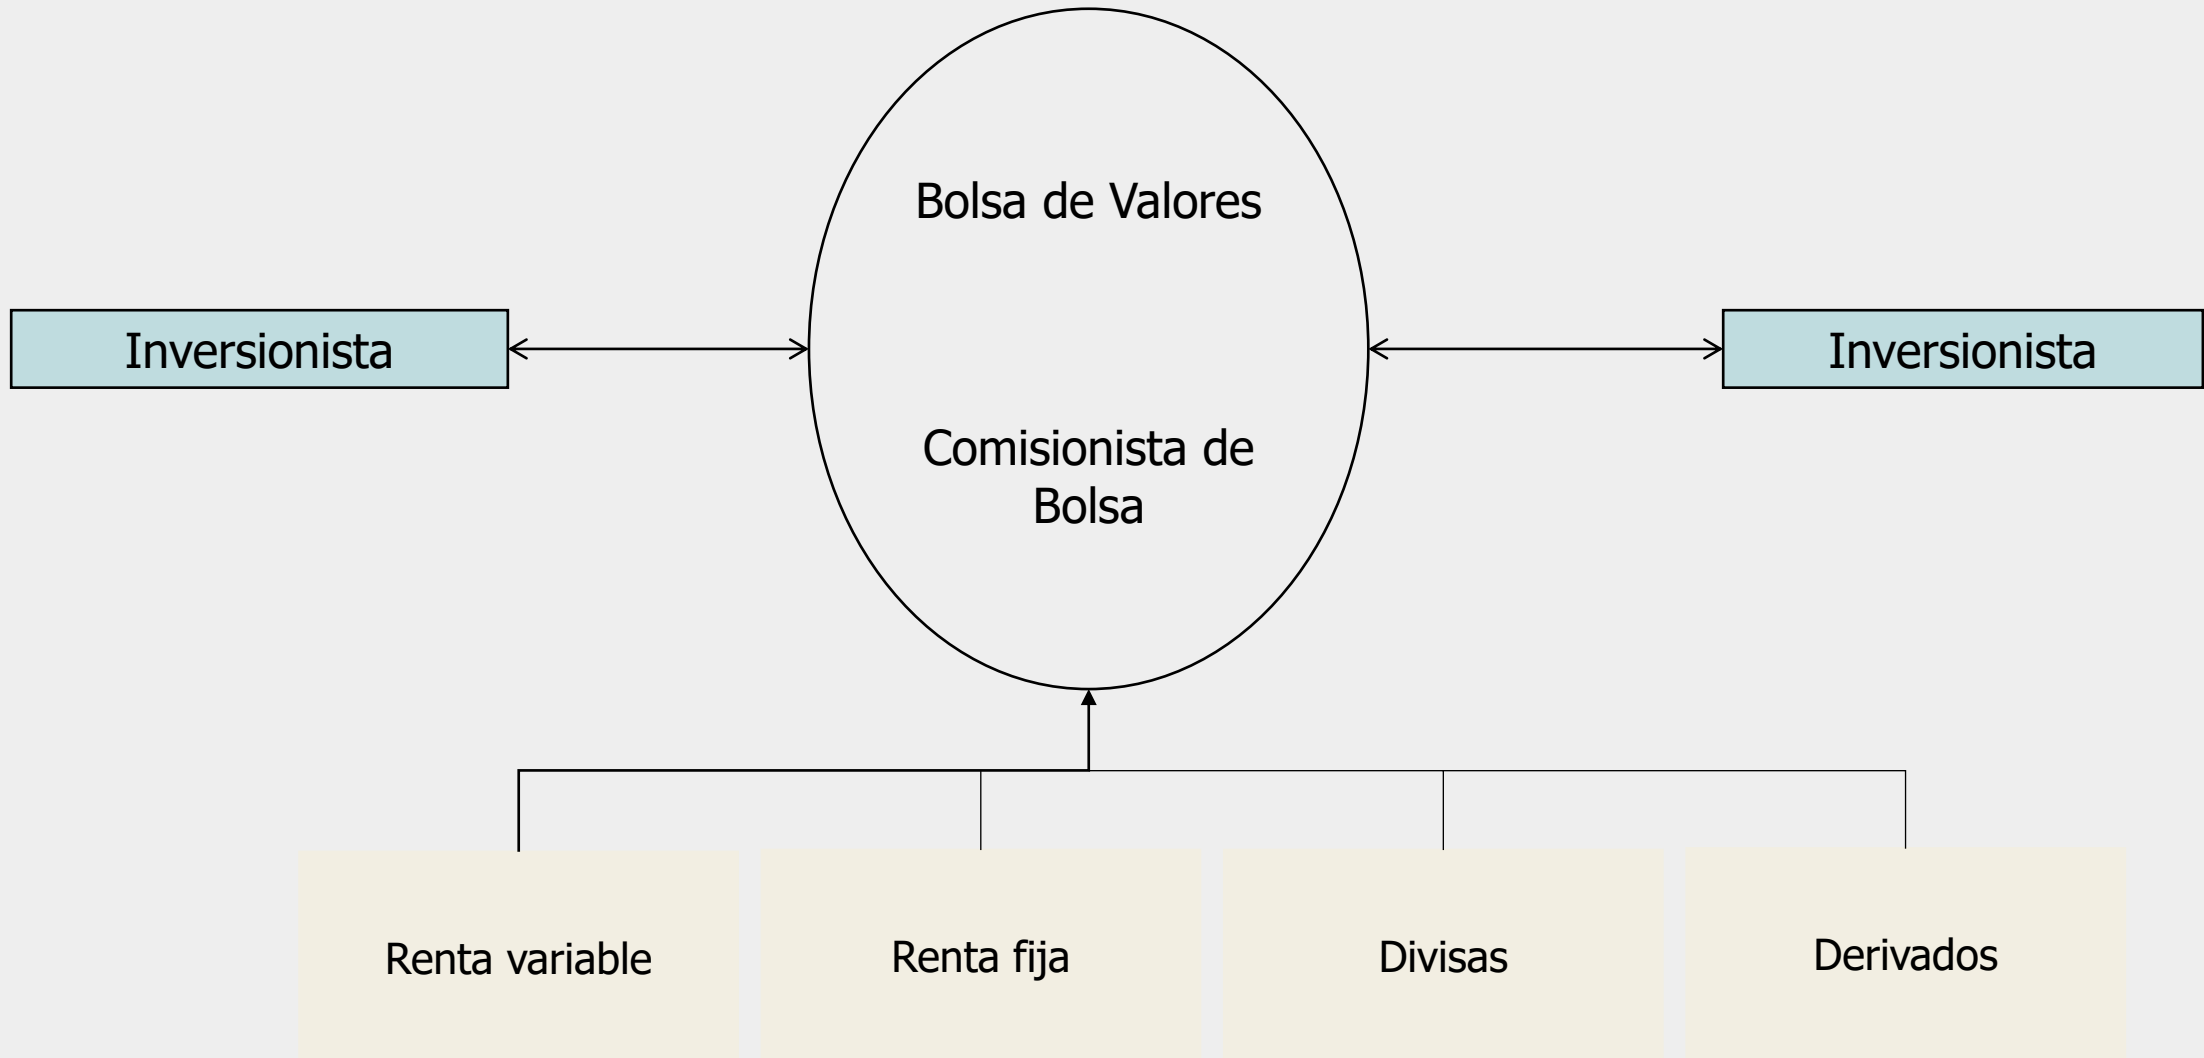 Bolsa de Valores
Inversionista
Inversionista
Comisionista de
Bolsa
Renta variable
Renta fija
Divisas
Derivados